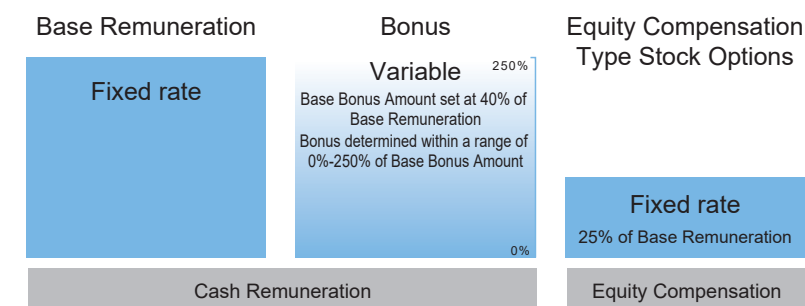 Base Remuneration
Fixed rate
Bonus
Variable
250%
Base Bonus Amount set at 40% of
Base Remuneration
Bonus determined within a range of
0%-250% of Base Bonus Amount
0%
Equity Compensation
Type Stock Options
Fixed rate
25% of Base Remuneration
Cash Remuneration
Equity Compensation